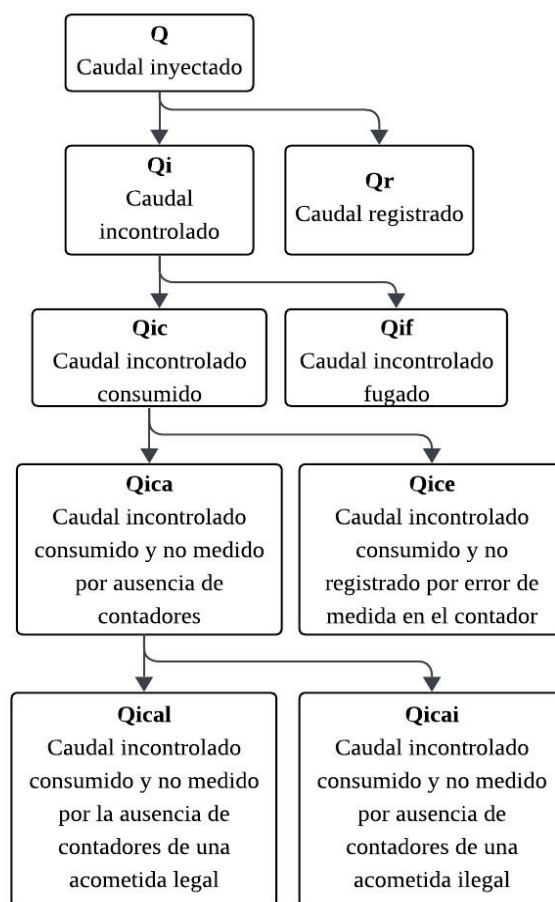 Q
Caudal inyectado
Qi
Caudal
incontrolado
Qr
Caudal registrado
Qic
Caudal incontrolado
consumido
Qif
Caudal incontrolado
fugado
Qica
Caudal incontrolado
consumido y no medido
por ausencia de
contadores
Qice
Caudal incontrolado
consumido y no
registrado por error de
medida en el contador
Qical
Caudal incontrolado
consumido y no medido
por la ausencia de
contadores de una
acometida legal
Qicai
Caudal incontrolado
consumido y no medido
por ausencia de
contadores de una
acometida ilegal